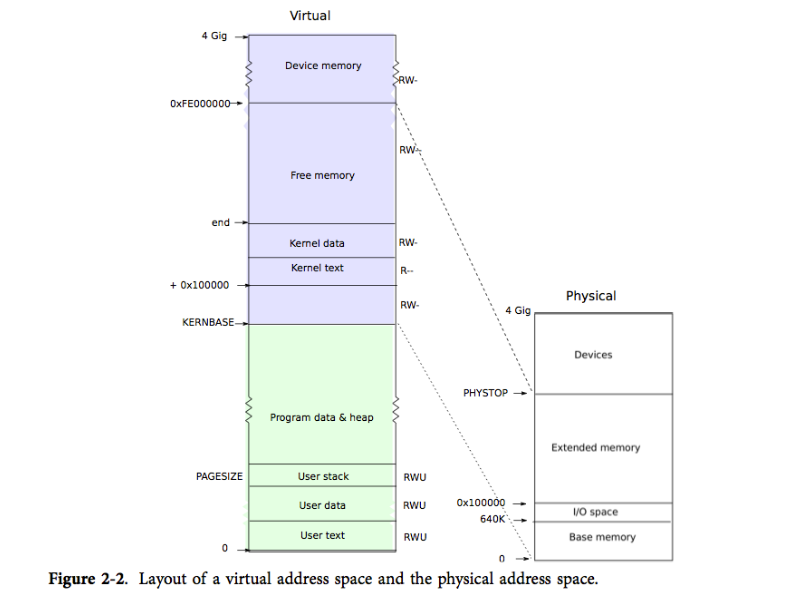 Virtual
4 Gig
Device memory
RW-
0xFE000000
RW-
Free memory
end
Kernel data
RW-
Kernel text
R--
+ 0x100000
RW-
KERNBASE
Program data & heap
PAGESIZE
User stack
RWU
User data
RWU
User text
RWU
0
Physical
4 Gig
Devices
PHYSTOP
Extended memory
0x100000
I/O space
640K
Base memory
0
Figure 2-2. Layout of a virtual address space and the physical address space.